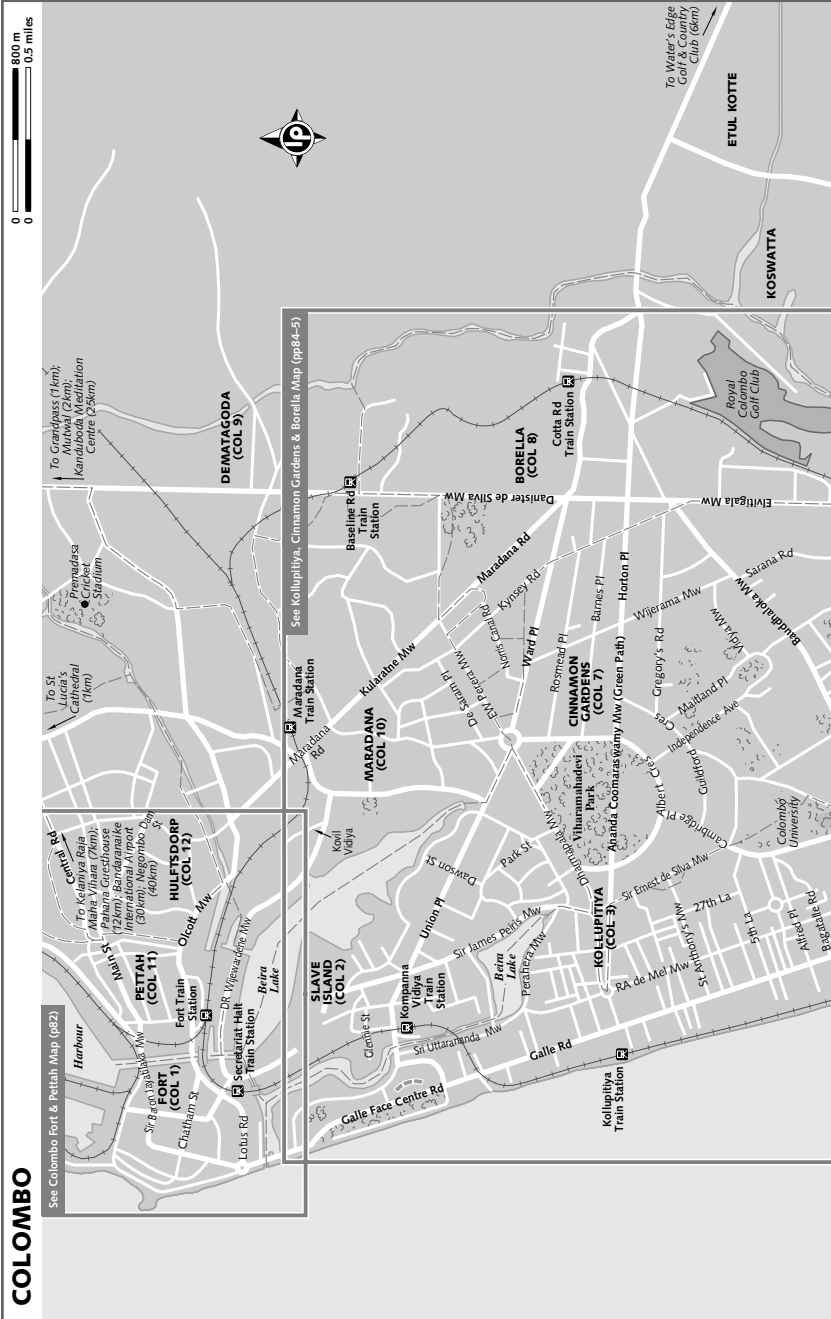 COLOMBO
0 800 m
0 0.5 miles
See Colombo Fort & Pettah Map (p82)
See Kollupitiya, Cinnamon Gardens & Borella Map (pp84–5)
To Grandpass (1km);
Mutwal (2km);
Kanduboda Meditation
Centre (25km)
To Water's Edge
Golf & Country
Club (6km)
To St
Lucia's
Cathedral
(1km)
Premadasa
Cricket
Stadium
Central Rd
To Kelaniya Raja
Maha Vihara (7km);
Pahana Guesthouse
(12km); Bandaranaike
International Airport
(30km); Negombo
(40km)
Dam
St
Harbour
Main St
PETTAH
(COL 11)
HULFTSDORP
(COL 12)
Olcott Mw
Fort Train
Station
DR Wijewardene Mw
Sir Baron Jayatilaka Mw
FORT
(COL 1)
Chatham St
Secretariat Halt
Train Station
Lotus Rd
Beira
Lake
DEMATAGODA
(COL 9)
Maradana
Train Station
Maradana
Rd
Kularatne Mw
MARADANA
(COL 10)
Kovil
Vidiya
Baseline Rd
Train
Station
Danister de Silva Mw
Maradana Rd
BORELLA
(COL 8)
Cotta Rd
Train Station
ETUL KOTTE
KOSWATTA
Royal
Colombo
Golf Club
Elvitigala Mw
SLAVE
ISLAND
(COL 2)
Glennie St
Kompanna
Vidiya
Train
Station
Union Pl
Dawson St
Park St
Sir James Peiris Mw
Beira
Lake
Perahera Mw
Sri Uttarananda Mw
Galle Face Centre Rd
Galle Rd
Kollupitiya
Train Station
De Saram Pl
EW Perera Mw
Norris Canal Rd
Kynsey Rd
Ward Pl
Rosmead Pl
Barnes Pl
Horton Pl
Wijerama Mw
CINNAMON
GARDENS
(COL 7)
Viharamahadevi
Park
Dharmapala Mw
Ananda Coomaraswamy Mw (Green Path)
Gregory's Rd
Albert Cres
Guildford Cres
Cambridge Pl
Maitland Pl
Independence Ave
Vidya Mw
Bauddhaloka Mw
Sarana Rd
Colombo
University
KOLLUPITIYA
(COL 3)
Sir Ernest de Silva Mw
RA de Mel Mw
St Anthony's Mw
27th La
5th La
Alfred Pl
Bagatalle Rd